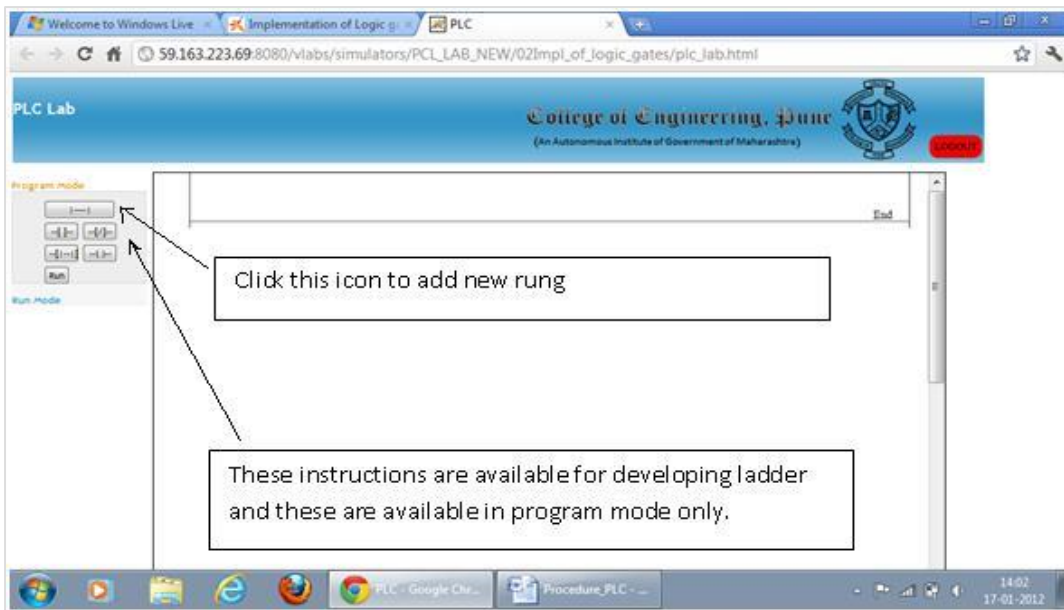 Welcome to Windows Live
Implementation of Logic g
PLC
59.163.223.69:8080/vlabs/simulators/PCL_LAB_NEW/02Impl_of_logic_gates/plc_lab.html
PLC Lab
College of Engineering, Pune
(An Autonomous Institute of Government of Maharashtra)
LOGOUT
Program mode
End
Run
Run mode
Click this icon to add new rung
These instructions are available for developing ladder
and these are available in program mode only.
PLC - Google Chr...
Procedure_PLC - ...
14:02
17-01-2012